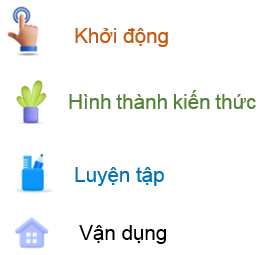 Khởi động
Hình thành kiến thức
Luyện tập
Vận dụng